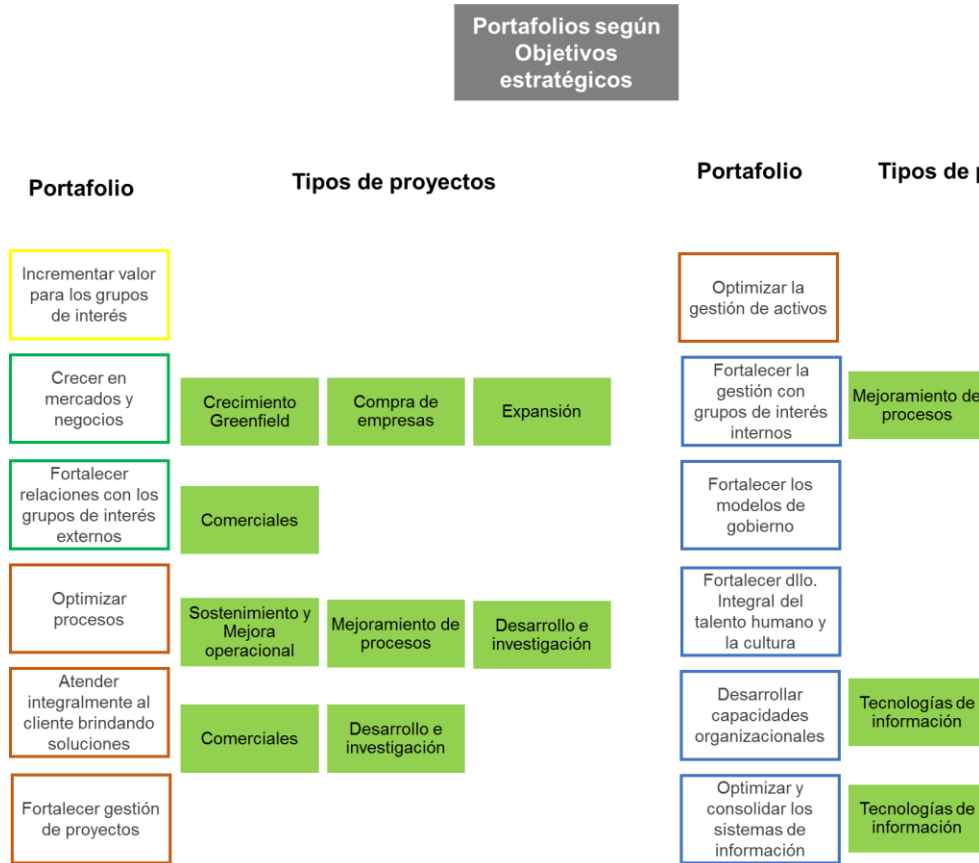 Portafolios según
Objetivos
estratégicos
Portafolio
Tipos de proyectos
Incrementar valor
para los grupos
de interés
Crecer en
mercados y
negocios
Crecimiento
Greenfield
Compra de
empresas
Expansión
Fortalecer
relaciones con los
grupos de interés
externos
Comerciales
Optimizar
procesos
Sostenimiento y
Mejora
operacional
Mejoramiento de
procesos
Desarrollo e
investigación
Atender
integralmente al
cliente brindando
soluciones
Comerciales
Desarrollo e
investigación
Fortalecer gestión
de proyectos
Portafolio
Tipos de p
Optimizar la
gestión de activos
Fortalecer la
gestión con
grupos de interés
internos
Mejoramiento de
procesos
Fortalecer los
modelos de
gobierno
Fortalecer dllo.
Integral del
talento humano y
la cultura
Desarrollar
capacidades
organizacionales
Tecnologías de
información
Optimizar y
consolidar los
sistemas de
información
Tecnologías de
información